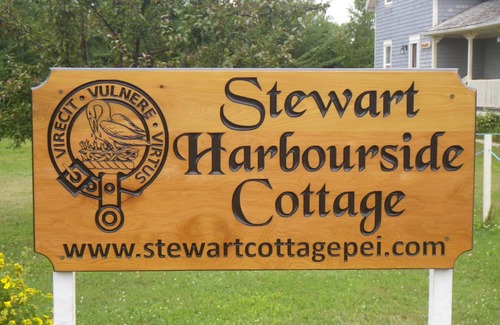 VIRESCIT · VULNERE · VIRTUS
Stewart
Harbourside
Cottage
www.stewartcottagepei.com